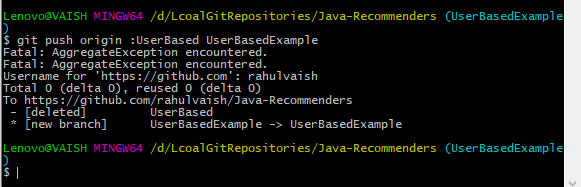 Lenovo@VAISH MINGW64 /d/LcoalGitRepositories/Java-Recommenders (UserBasedExample
)
$ git push origin :UserBased UserBasedExample
Fatal: AggregateException encountered.
Fatal: AggregateException encountered.
Username for 'https://github.com': rahulvaish
Total 0 (delta 0), reused 0 (delta 0)
To https://github.com/rahulvaish/Java-Recommenders
 - [deleted]         UserBased
 * [new branch]      UserBasedExample -> UserBasedExample
Lenovo@VAISH MINGW64 /d/LcoalGitRepositories/Java-Recommenders (UserBasedExample
)
$